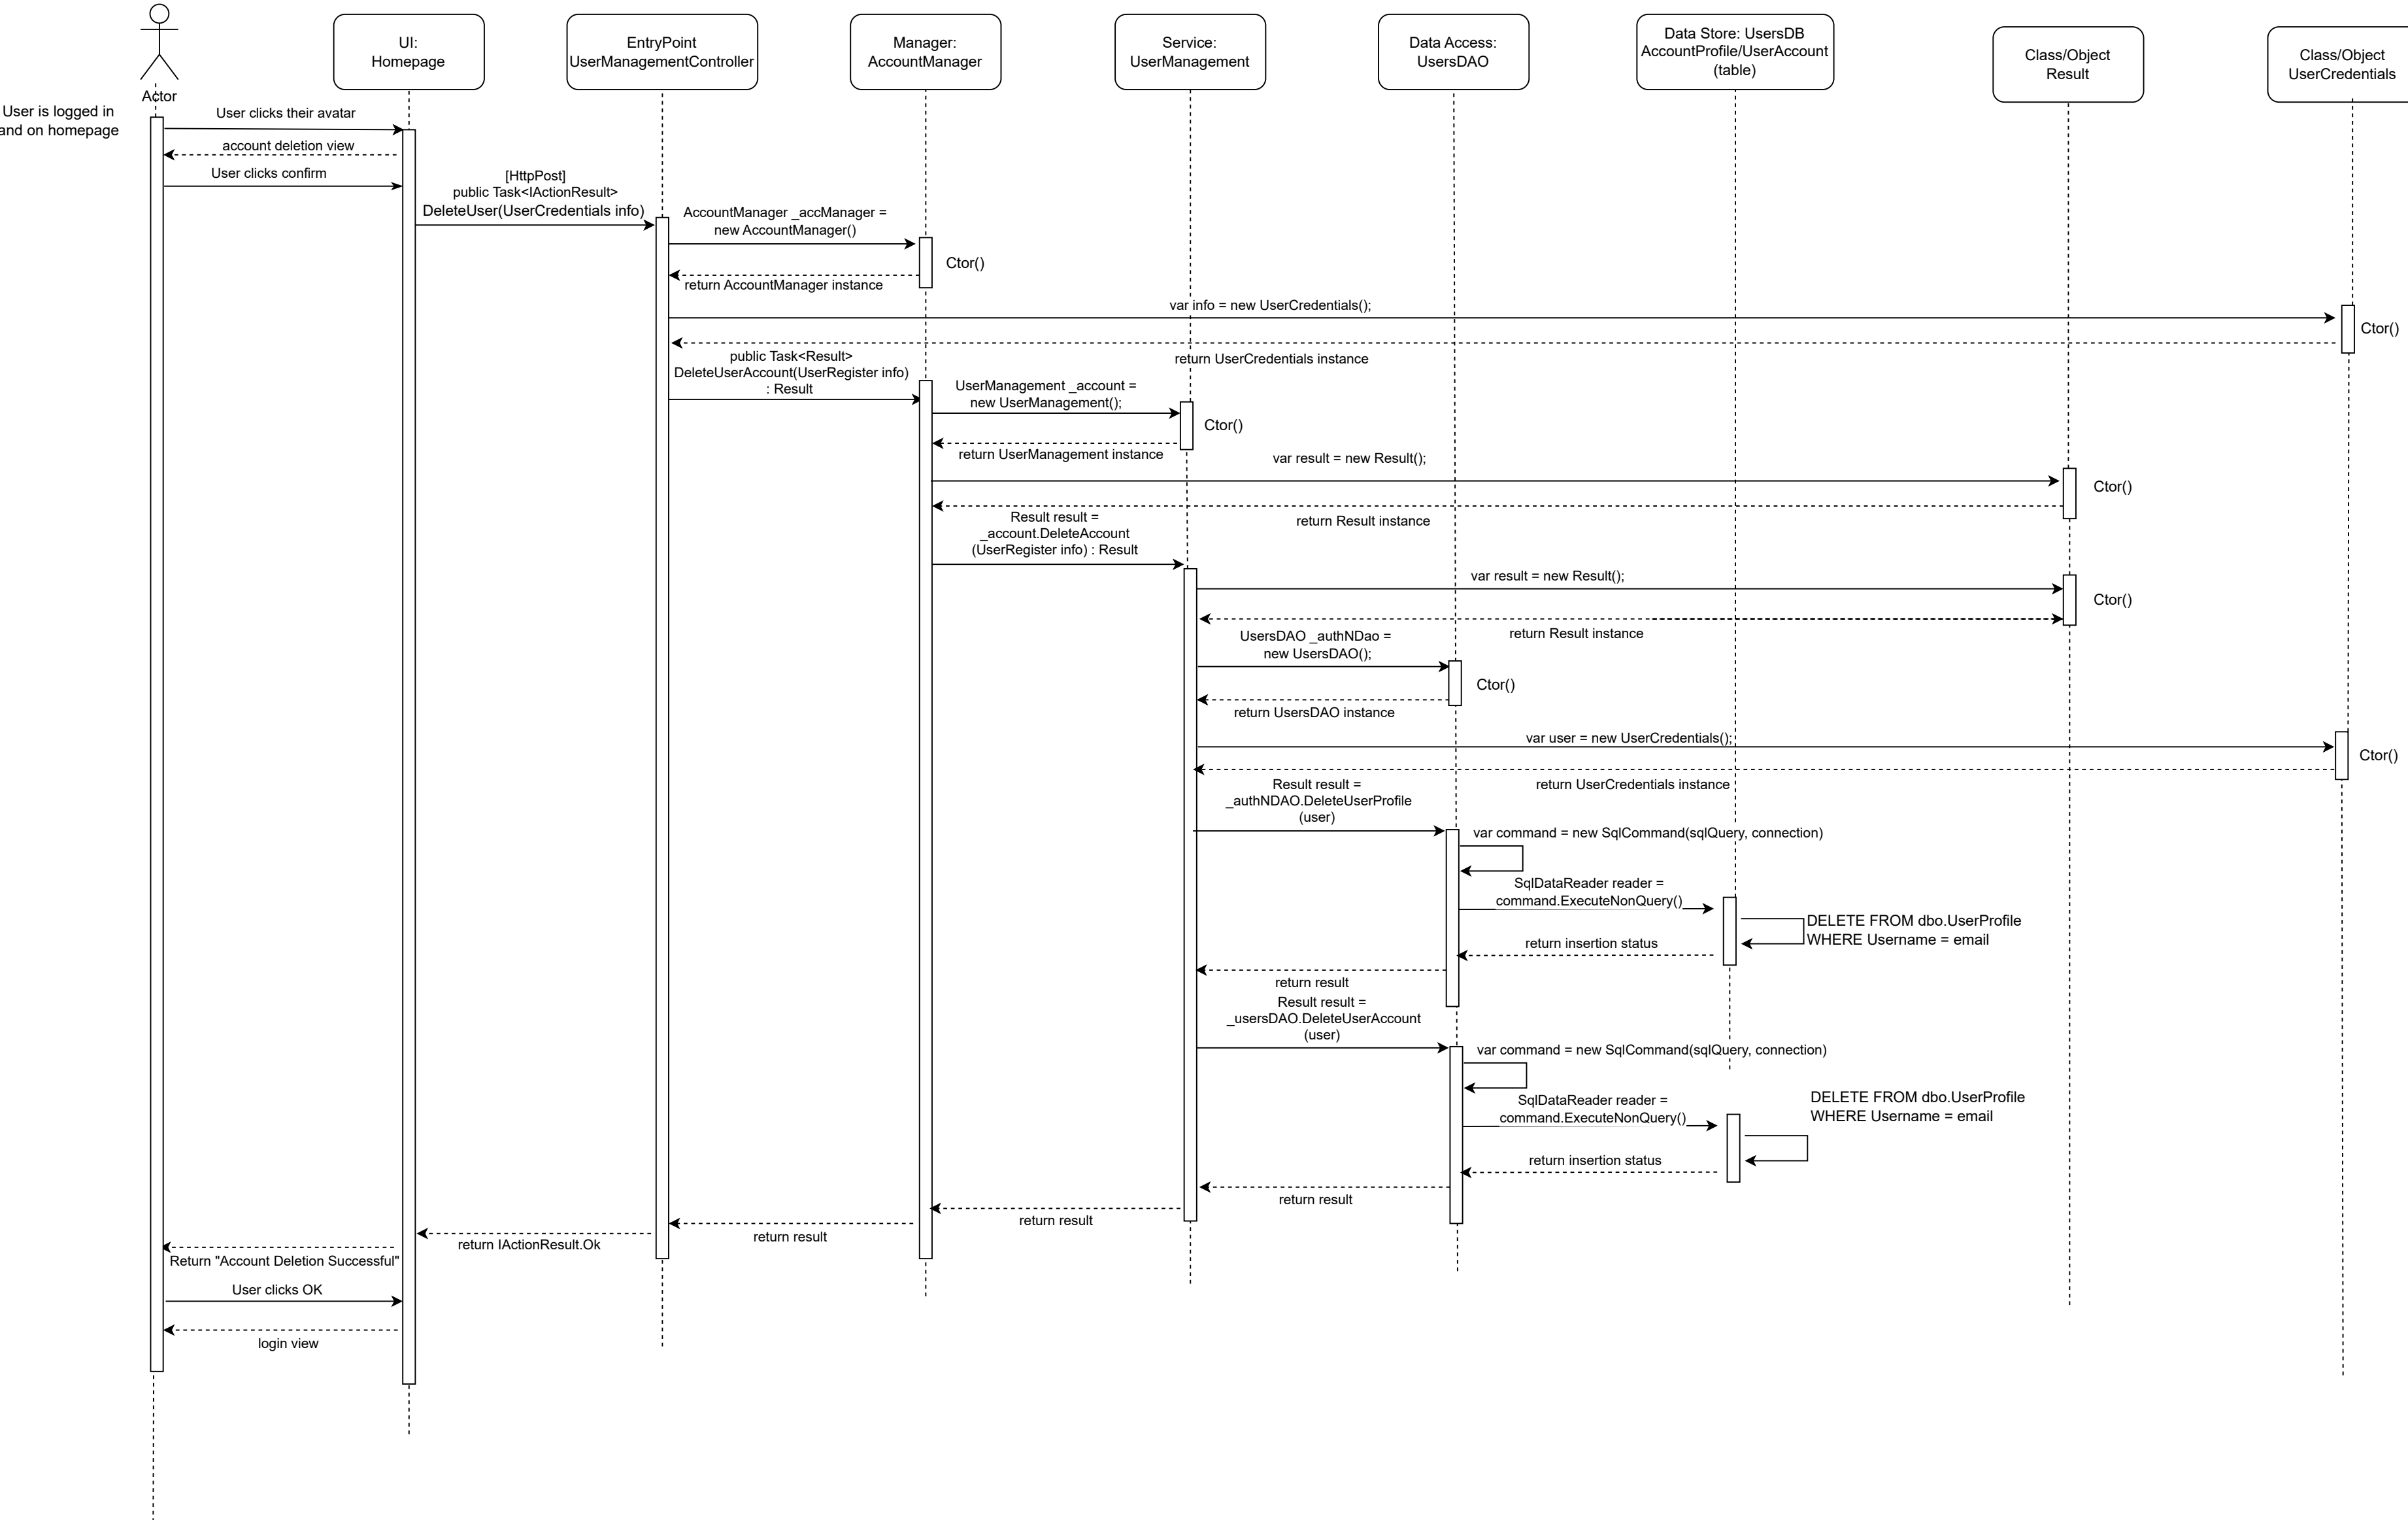 UI:
Homepage
EntryPoint
UserManagementController
Manager:
AccountManager
Service:
UserManagement
Data Access:
UsersDAO
Data Store: UsersDB
AccountProfile/UserAccount
(table)
Class/Object
Result
Class/Object
UserCredentials
Actor
User is logged in
and on homepage
User clicks their avatar
account deletion view
User clicks confirm
[HttpPost]
public Task<IActionResult>
DeleteUser(UserCredentials info)
AccountManager _accManager =
new AccountManager()
Ctor()
return AccountManager instance
var info = new UserCredentials();
Ctor()
return UserCredentials instance
public Task<Result>
DeleteUserAccount(UserRegister info)
: Result
UserManagement _account =
new UserManagement();
Ctor()
return UserManagement instance
var result = new Result();
Ctor()
return Result instance
Result result =
_account.DeleteAccount
(UserRegister info) : Result
var result = new Result();
Ctor()
return Result instance
UsersDAO _authNDao =
new UsersDAO();
Ctor()
return UsersDAO instance
var user = new UserCredentials();
Ctor()
return UserCredentials instance
Result result =
_authNDAO.DeleteUserProfile
(user)
var command = new SqlCommand(sqlQuery, connection)
SqlDataReader reader =
command.ExecuteNonQuery()
DELETE FROM dbo.UserProfile
WHERE Username = email
return insertion status
return result
Result result =
_usersDAO.DeleteUserAccount
(user)
var command = new SqlCommand(sqlQuery, connection)
SqlDataReader reader =
command.ExecuteNonQuery()
DELETE FROM dbo.UserProfile
WHERE Username = email
return insertion status
return result
return result
return result
return IActionResult.Ok
Return "Account Deletion Successful"
User clicks OK
login view